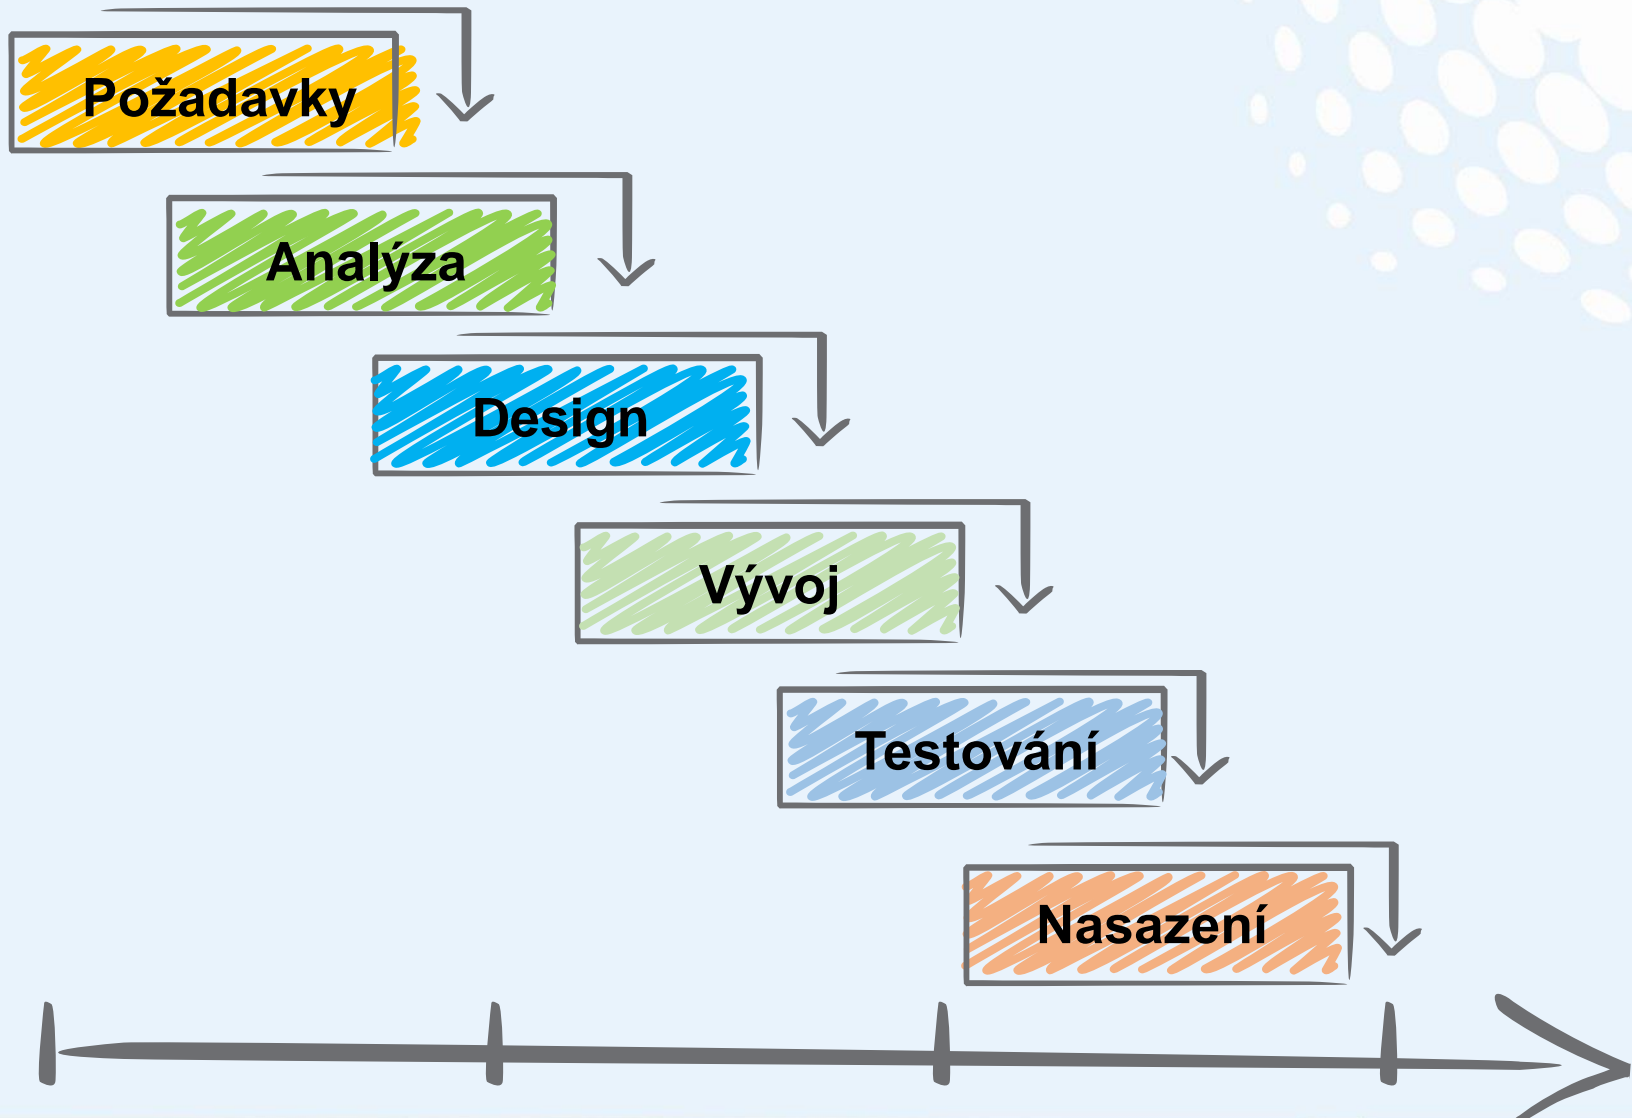 Požadavky
Analýza
Design
Vývoj
Testování
Nasazení